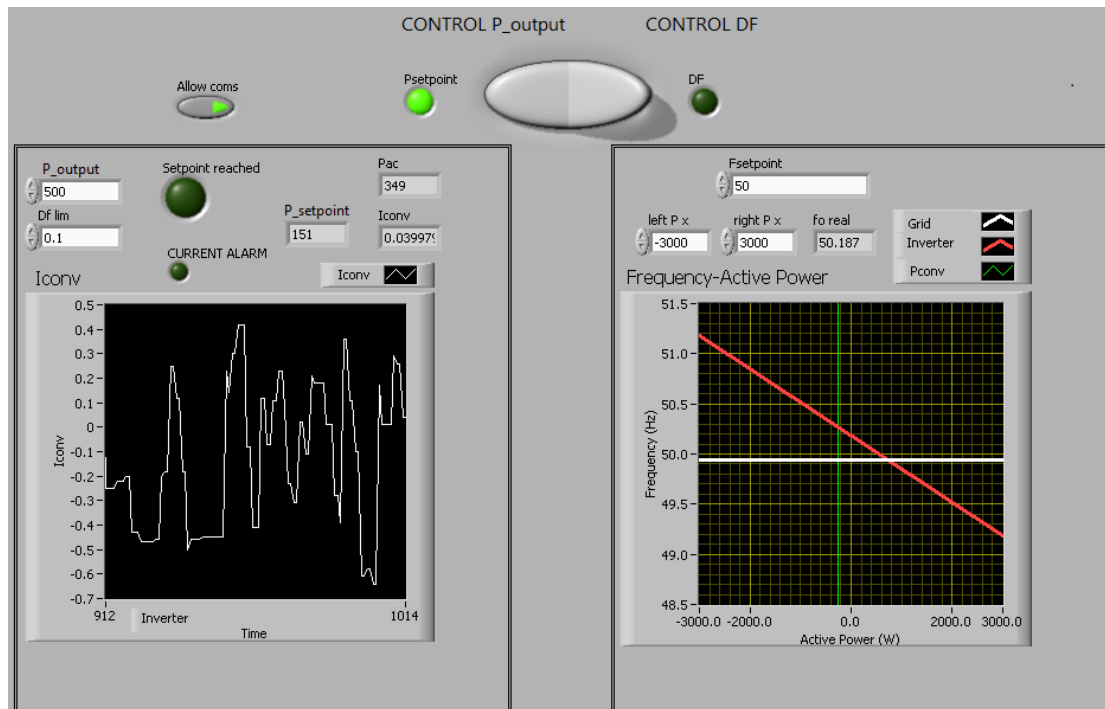 CONTROL P_output CONTROL DF
Allow coms
Psetpoint
DF
P_output
500
Df lim
0.1
Setpoint reached
CURRENT ALARM
P_setpoint
151
Pac
349
Iconv
0.03997
Iconv
Iconv
0.5
0.4
0.3
0.2
0.1
0
-0.1
-0.2
-0.3
-0.4
-0.5
-0.6
-0.7
Iconv
912
1014
Inverter
Time
Fsetpoint
50
left P x
-3000
right P x
3000
fo real
50.187
Grid
Inverter
Pconv
Frequency-Active Power
51.5
51.0
50.5
50.0
49.5
49.0
48.5
Frequency (Hz)
-3000.0 -2000.0 0.0 2000.0 3000.0
Active Power (W)